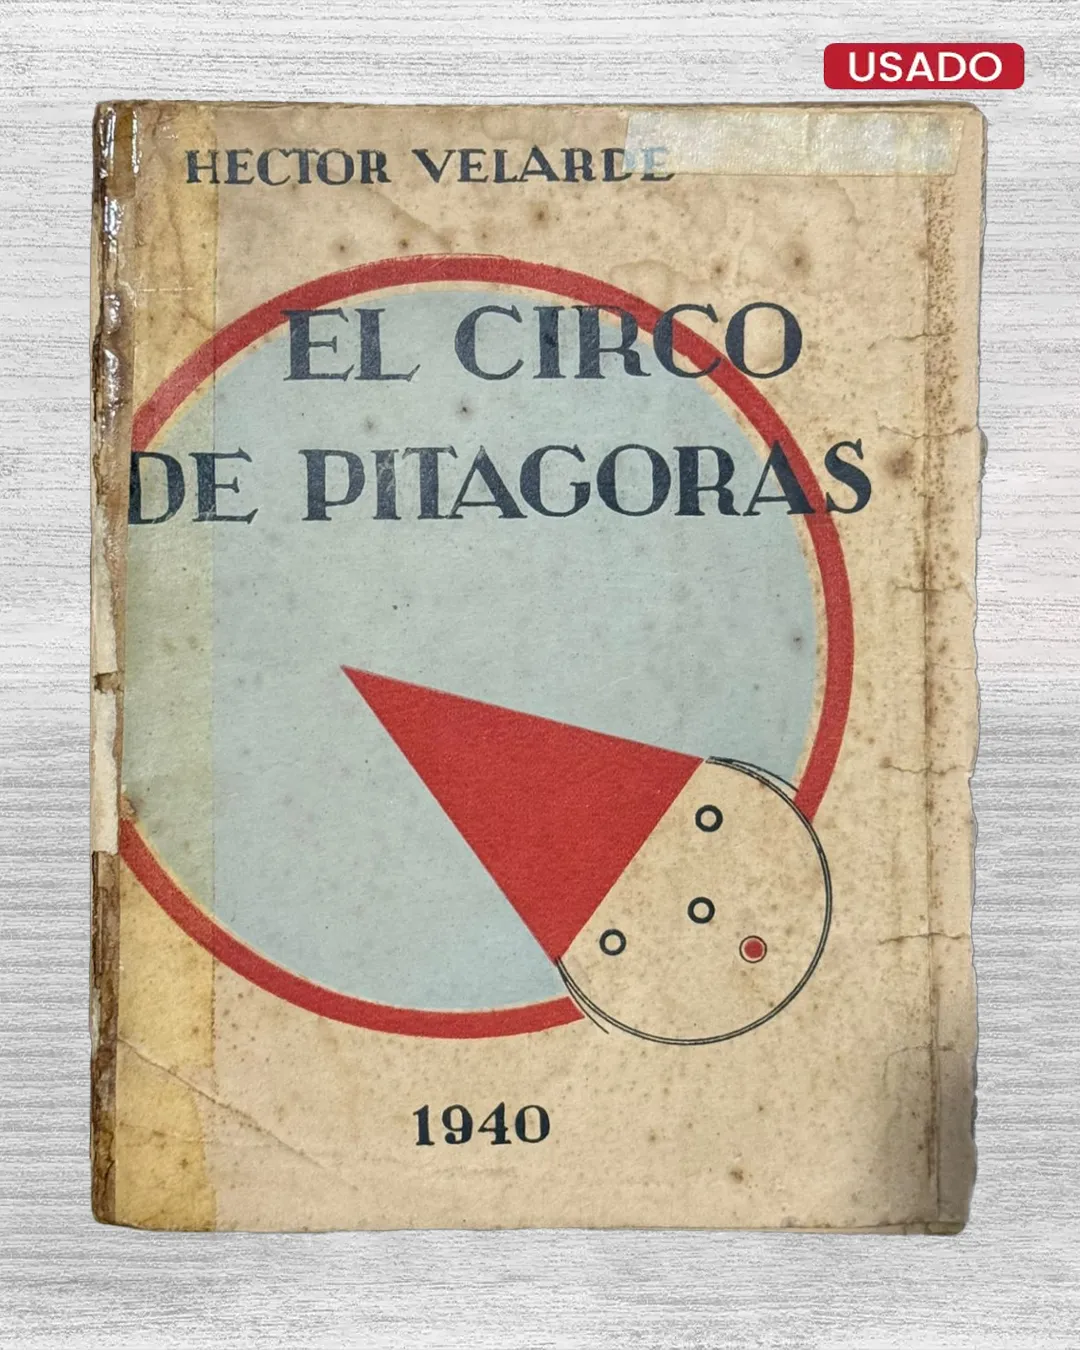 USADO
HECTOR VELARDE
EL CIRCO
DE PITAGORAS
1940